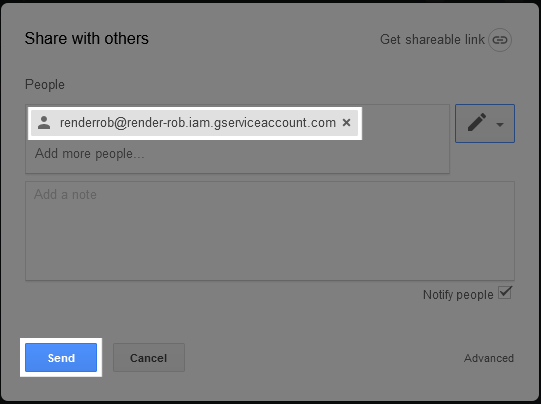 Share with others
Get shareable link
People
renderrob@render-rob.iam.gserviceaccount.com ×
Add more people...
Add a note
Notify people
Send
Cancel
Advanced